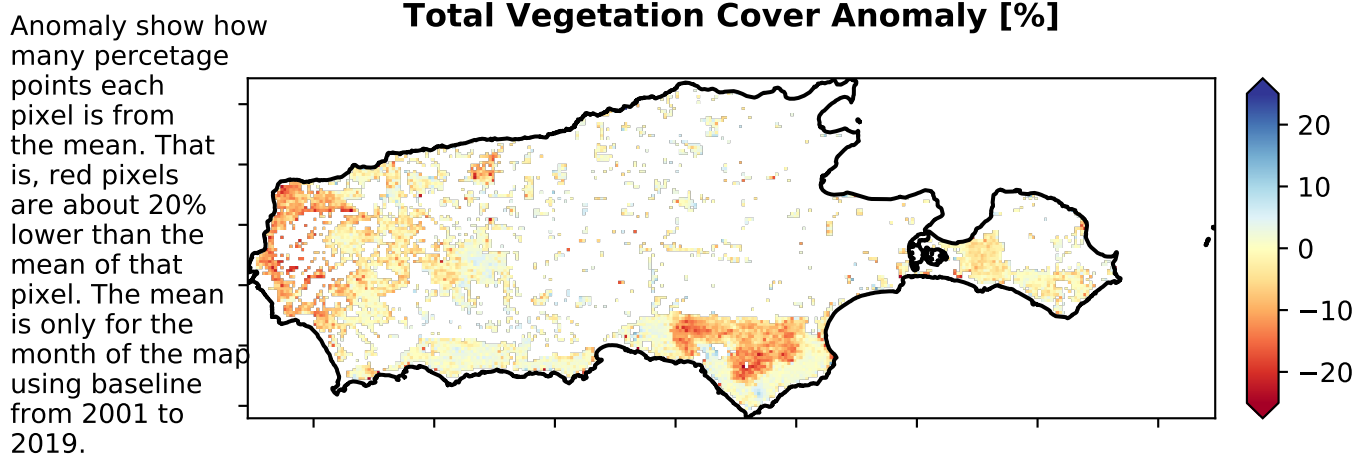 Total Vegetation Cover Anomaly [%]
Anomaly show how
many percetage
points each
pixel is from
the mean. That
is, red pixels
are about 20%
lower than the
mean of that
pixel. The mean
is only for the
month of the map
using baseline
from 2001 to
2019.
20
10
0
−10
−20